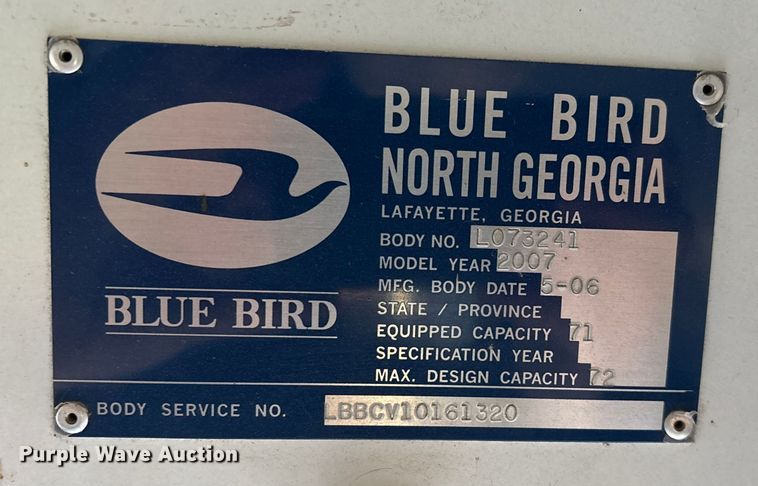 BLUE BIRD
NORTH GEORGIA
LAFAYETTE, GEORGIA
BODY NO. L073241
MODEL YEAR 2007
MFG. BODY DATE 5-06
STATE / PROVINCE
EQUIPPED CAPACITY 71
SPECIFICATION YEAR
MAX. DESIGN CAPACITY 72
BLUE BIRD
BODY SERVICE NO. LBBCV10161320
Purple Wave Auction